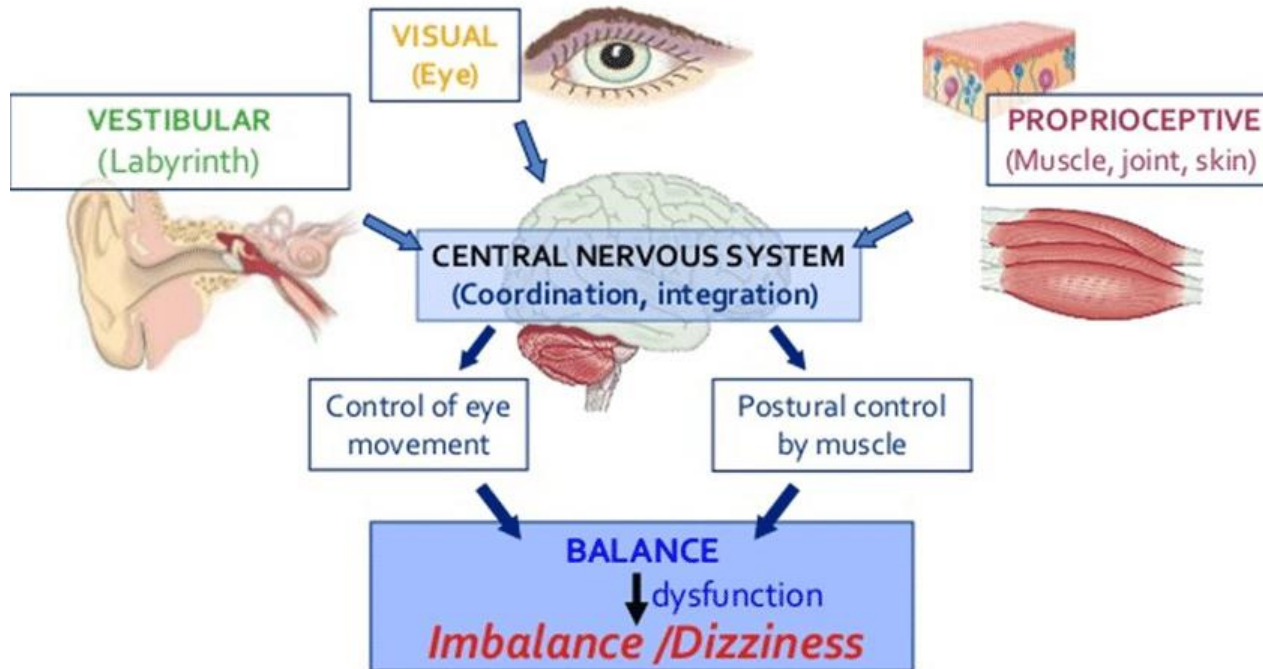 VISUAL
(Eye)
VESTIBULAR
(Labyrinth)
PROPRIOCEPTIVE
(Muscle, joint, skin)
CENTRAL NERVOUS SYSTEM
(Coordination, integration)
Control of eye
movement
Postural control
by muscle
BALANCE
dysfunction
Imbalance /Dizziness